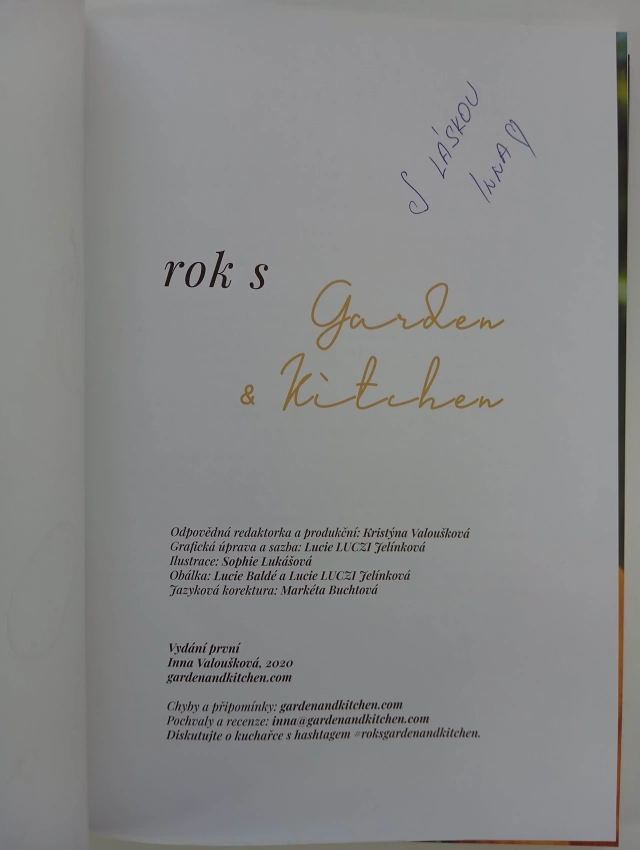 S LÁSKOU
INNA
rok s
Garden
& Kitchen
Odpovědná redaktorka a produkční: Kristýna Valoušková
Grafická úprava a sazba: Lucie LUCZI Jelínková
Ilustrace: Sophie Lukášová
Obálka: Lucie Baldé a Lucie LUCZI Jelínková
Jazyková korektura: Markéta Buchtová
Vydání první
Inna Valoušková, 2020
gardenandkitchen.com
Chyby a připomínky: gardenandkitchen.com
Pochvaly a recenze: inna@gardenandkitchen.com
Diskutujte o kuchařce s hashtagem #roksgardenandkitchen.